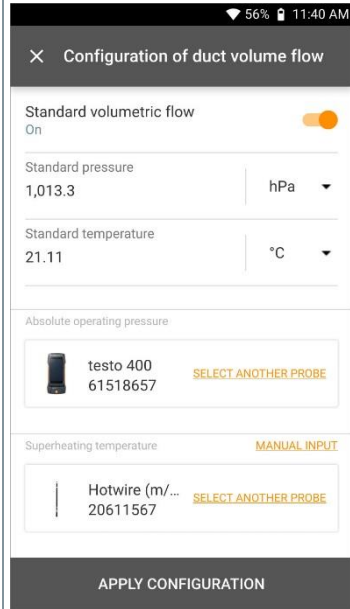 56% 11:40 AM
Configuration of duct volume flow
Standard volumetric flow
On
Standard pressure
1,013.3
hPa
Standard temperature
21.11
°C
Absolute operating pressure
testo 400
61518657
SELECT ANOTHER PROBE
Superheating temperature
MANUAL INPUT
Hotwire (m/...
20611567
SELECT ANOTHER PROBE
APPLY CONFIGURATION